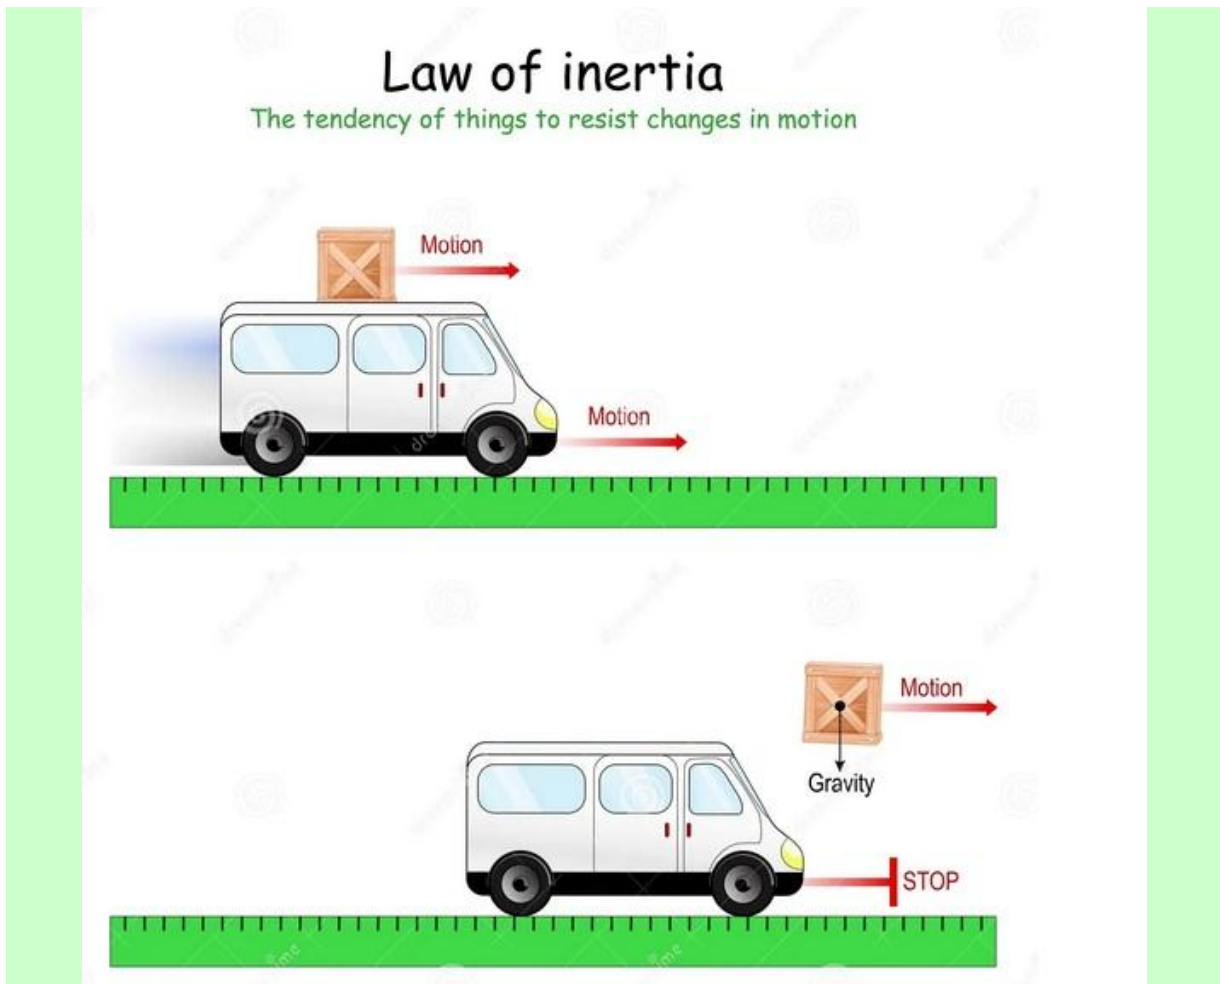 Law of inertia
The tendency of things to resist changes in motion
Motion
Motion
Motion
Gravity
STOP